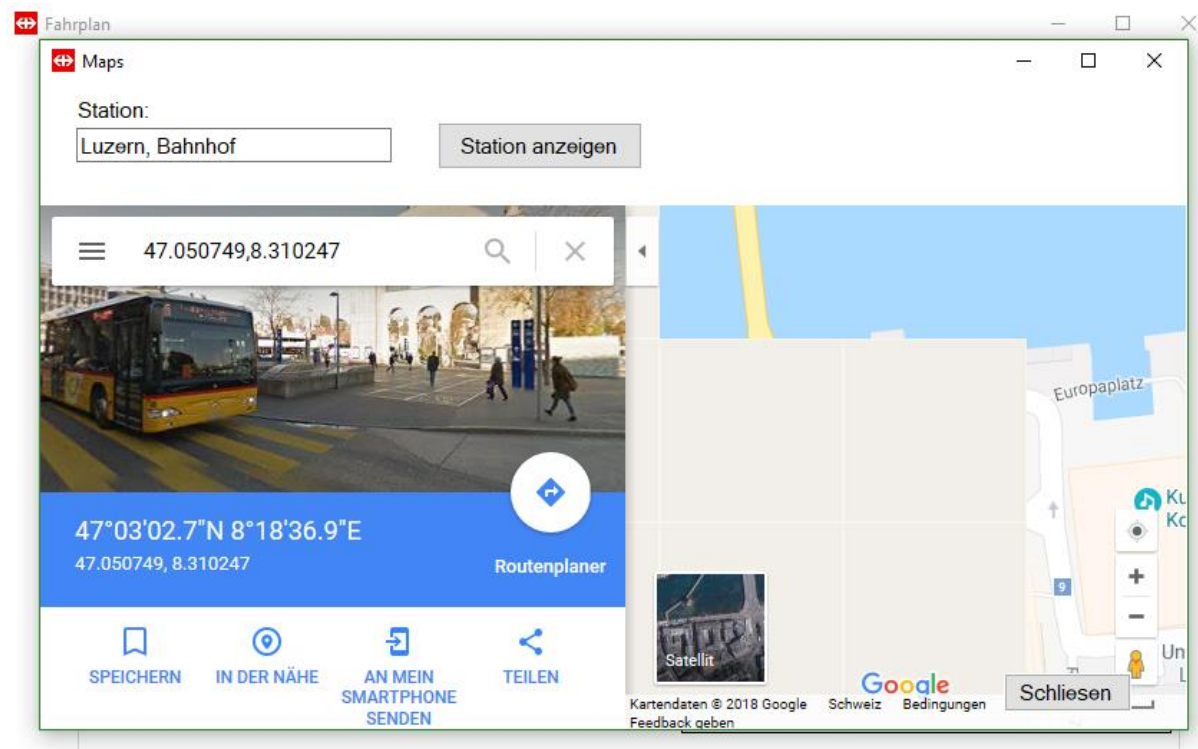 Fahrplan
Maps
Station:
Luzern, Bahnhof
Station anzeigen
47.050749,8.310247
Europaplatz
47°03'02.7"N 8°18'36.9"E
47.050749, 8.310247
Routenplaner
9
SPEICHERN
IN DER NÄHE
AN MEIN
SMARTPHONE
SENDEN
TEILEN
Satellit
Google
Kartendaten © 2018 Google Schweiz Bedingungen
Feedback geben
Schliesen